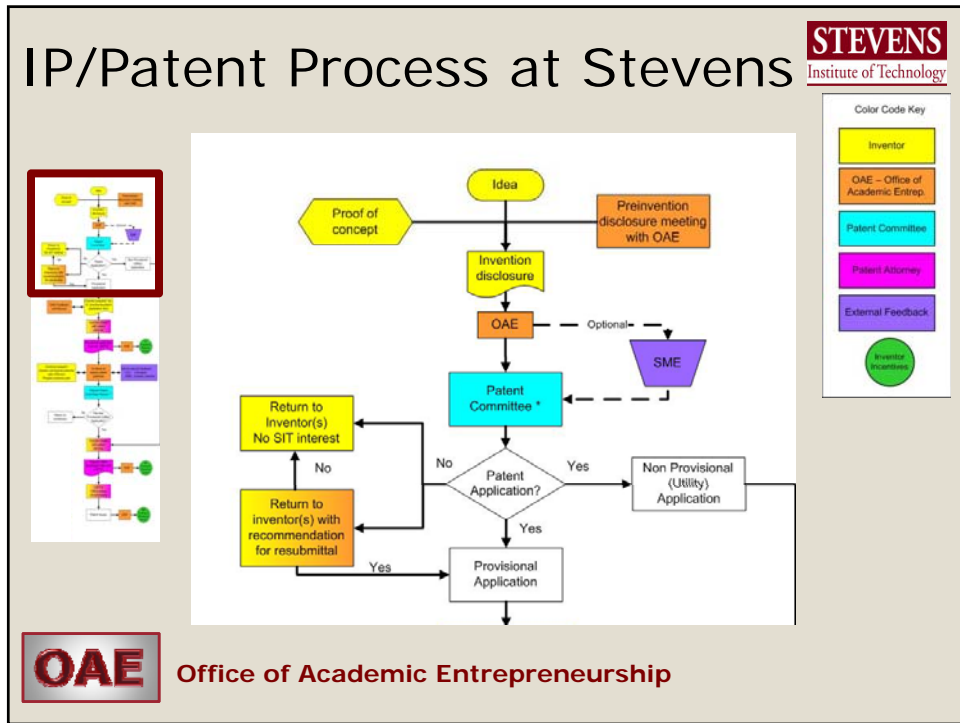 IP/Patent Process at Stevens
STEVENS
Institute of Technology
Color Code Key
Inventor
OAE – Office of
Academic Entrep.
Patent Committee
Patent Attorney
External Feedback
Inventor
Incentives
Idea
Proof of
concept
Preinvention
disclosure meeting
with OAE
Invention
disclosure
OAE
Optional
SME
Patent
Committee *
Return to
Inventor(s)
No SIT interest
No
No
Patent
Application?
Yes
Non Provisional
(Utility)
Application
Return to
inventor(s) with
recommendation
for resubmittal
Yes
Yes
Provisional
Application
OAE
Office of Academic Entrepreneurship